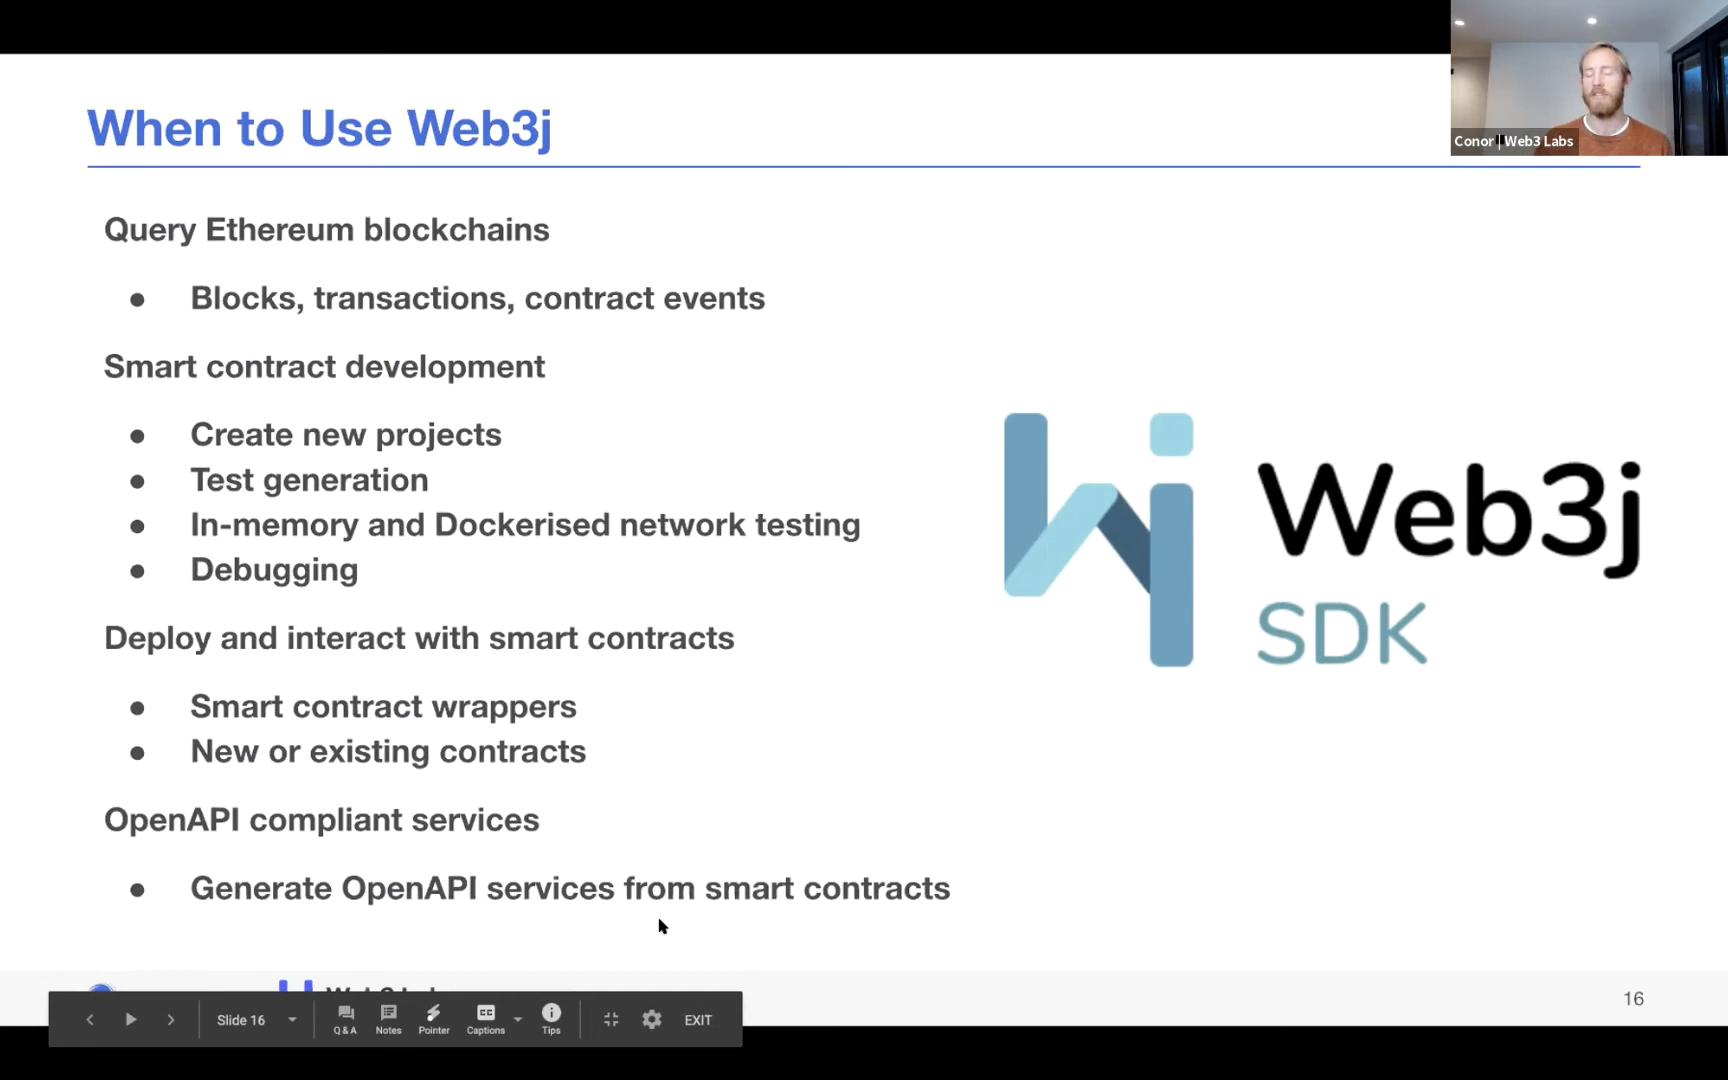 When to Use Web3j
Conor | Web3 Labs
Query Ethereum blockchains
● Blocks, transactions, contract events
Smart contract development
● Create new projects
● Test generation
● In-memory and Dockerised network testing
● Debugging
Deploy and interact with smart contracts
● Smart contract wrappers
● New or existing contracts
OpenAPI compliant services
● Generate OpenAPI services from smart contracts
Web3j
SDK
16
Slide 16
Q & A
Notes
Pointer
CC
Captions
Tips
EXIT